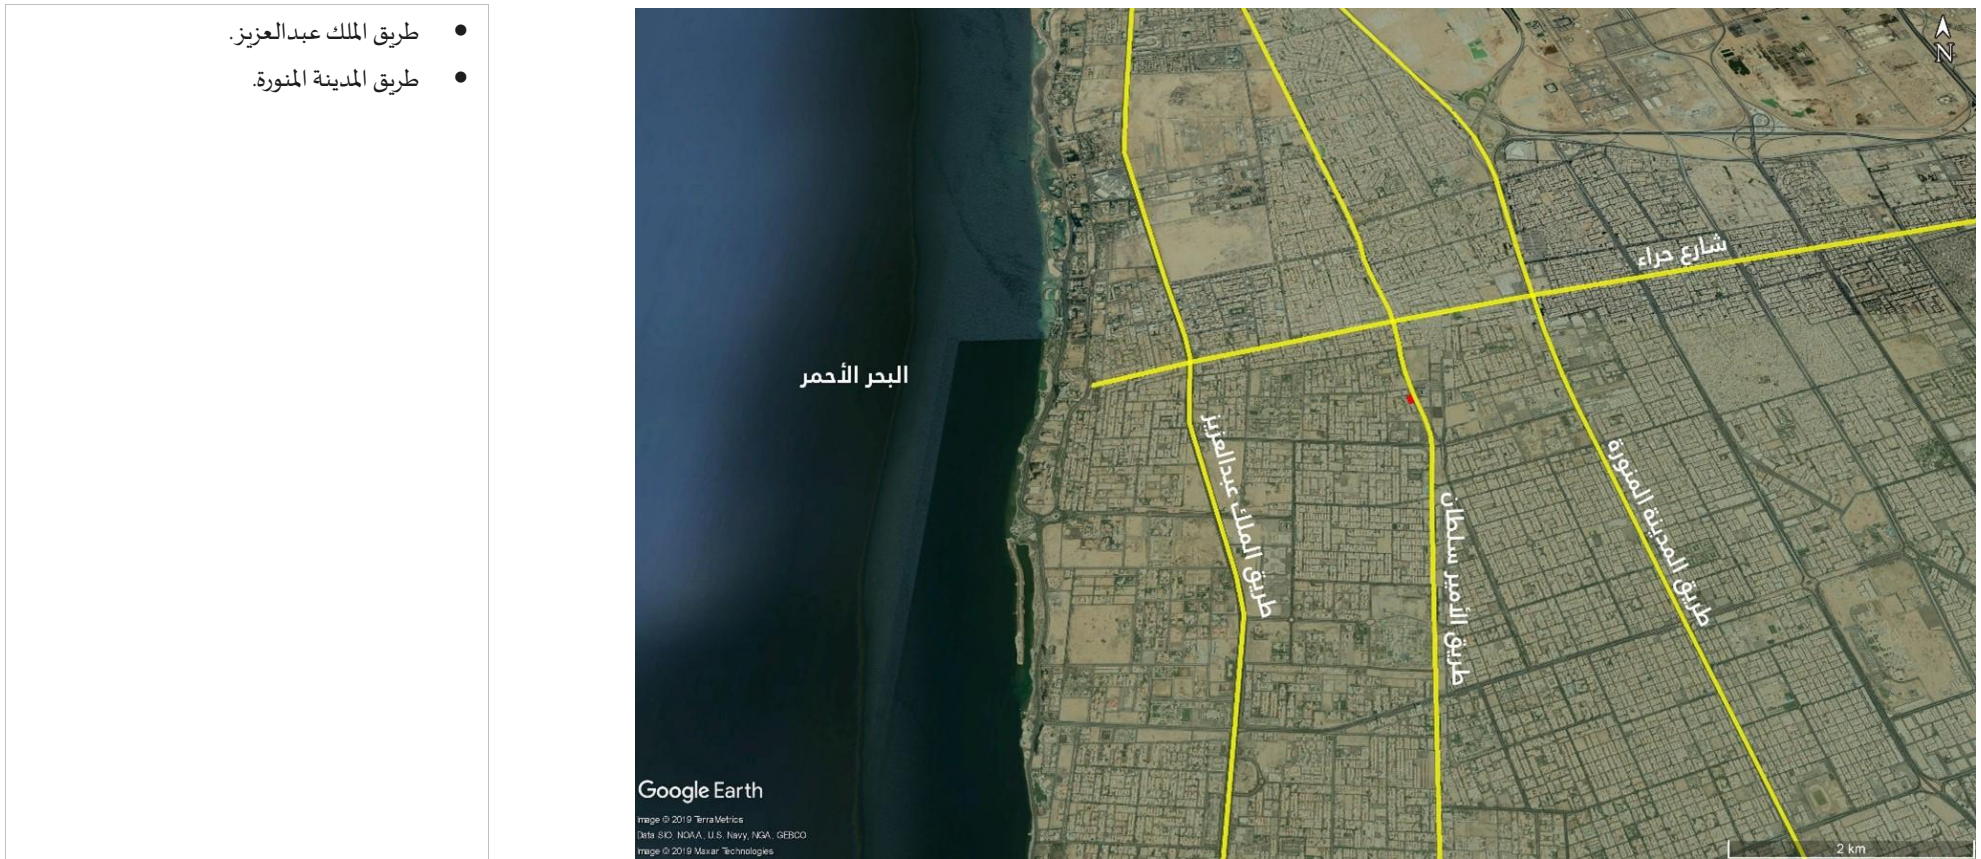 ● طريق الملك عبدالعزيز.
● طريق المدينة المنورة.
N
شارع حراء
البحر الأحمر
طريق الملك عبدالعزيز
طريق الأمير سلطان
طريق المدينة المنورة
Google Earth
Image © 2019 TerraMetrics
Data SIO, NOAA, U.S. Navy, NGA, GEBCO
Image © 2019 Maxar Technologies
2 km